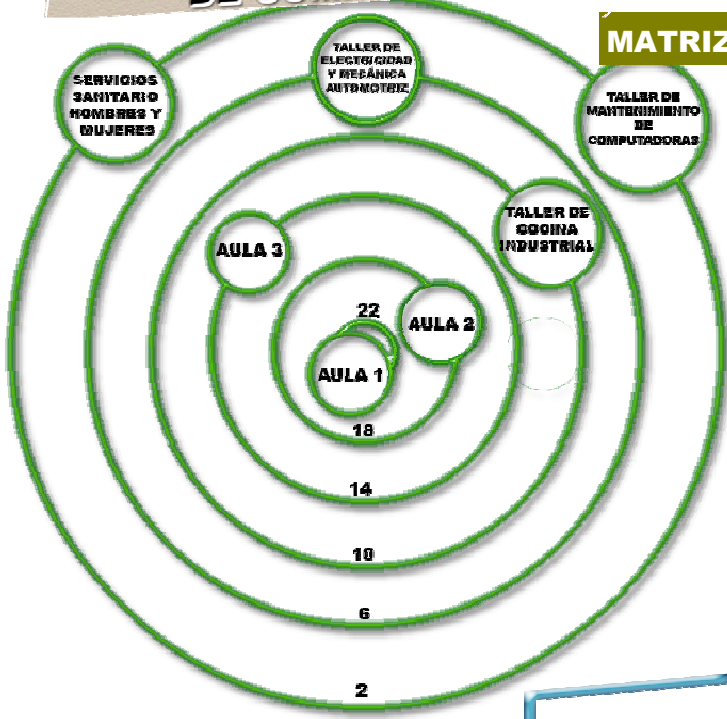 MATRIZ
SERVICIOS
SANITARIO
HOMBRES Y
MUJERES
TALLER DE
ELECTRICIDAD
Y MECÁNICA
AUTOMOTRIZ
TALLER DE
MANTENIMIENTO
DE
COMPUTADORAS
TALLER DE
COCINA
INDUSTRIAL
AULA 3
22
AULA 2
AULA 1
18
14
10
6
2